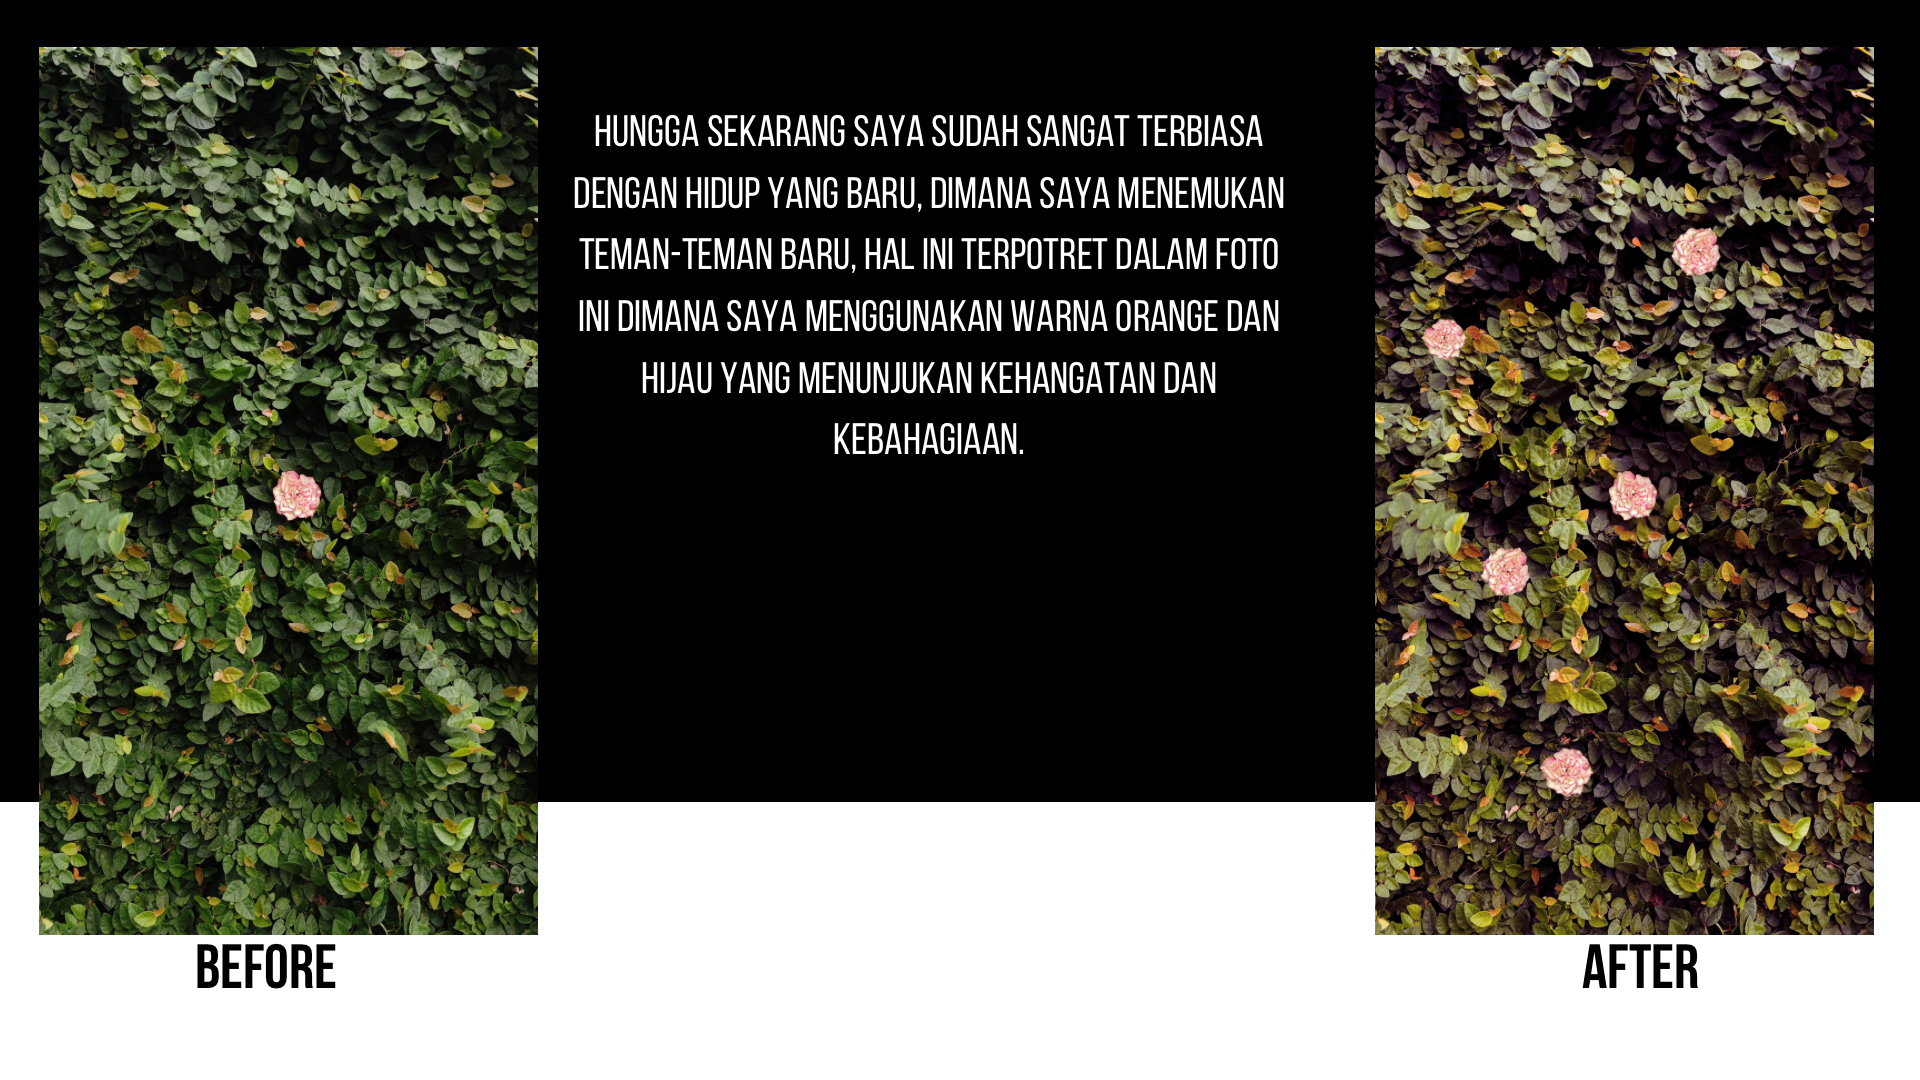 HUNGGA SEKARANG SAYA SUDAH SANGAT TERBIASA
DENGAN HIDUP YANG BARU, DIMANA SAYA MENEMUKAN
TEMAN-TEMAN BARU, HAL INI TERPOTRET DALAM FOTO
INI DIMANA SAYA MENGGUNAKAN WARNA ORANGE DAN
HIJAU YANG MENUNJUKAN KEHANGATAN DAN
KEBAHAGIAAN.
BEFORE
AFTER